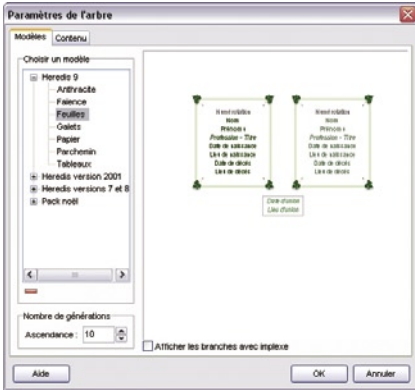 Paramètres de l'arbre
Modèles Contenu
Choisir un modèle
Heredis 9
Anthracite
Faïence
Feuilles
Galets
Papier
Parchemin
Tableaux
Heredis version 2001
Heredis versions 7 et 8
Pack noël
Nombre de générations
Ascendance : 10
Nom
Prénoms
Profession - Titre
Date de naissance
Lieu de naissance
Date de décès
Lieu de décès
Nom
Prénoms
Profession - Titre
Date de naissance
Lieu de naissance
Date de décès
Lieu de décès
Date d'union
Lieu d'union
Afficher les branches avec implexe
Aide OK Annuler